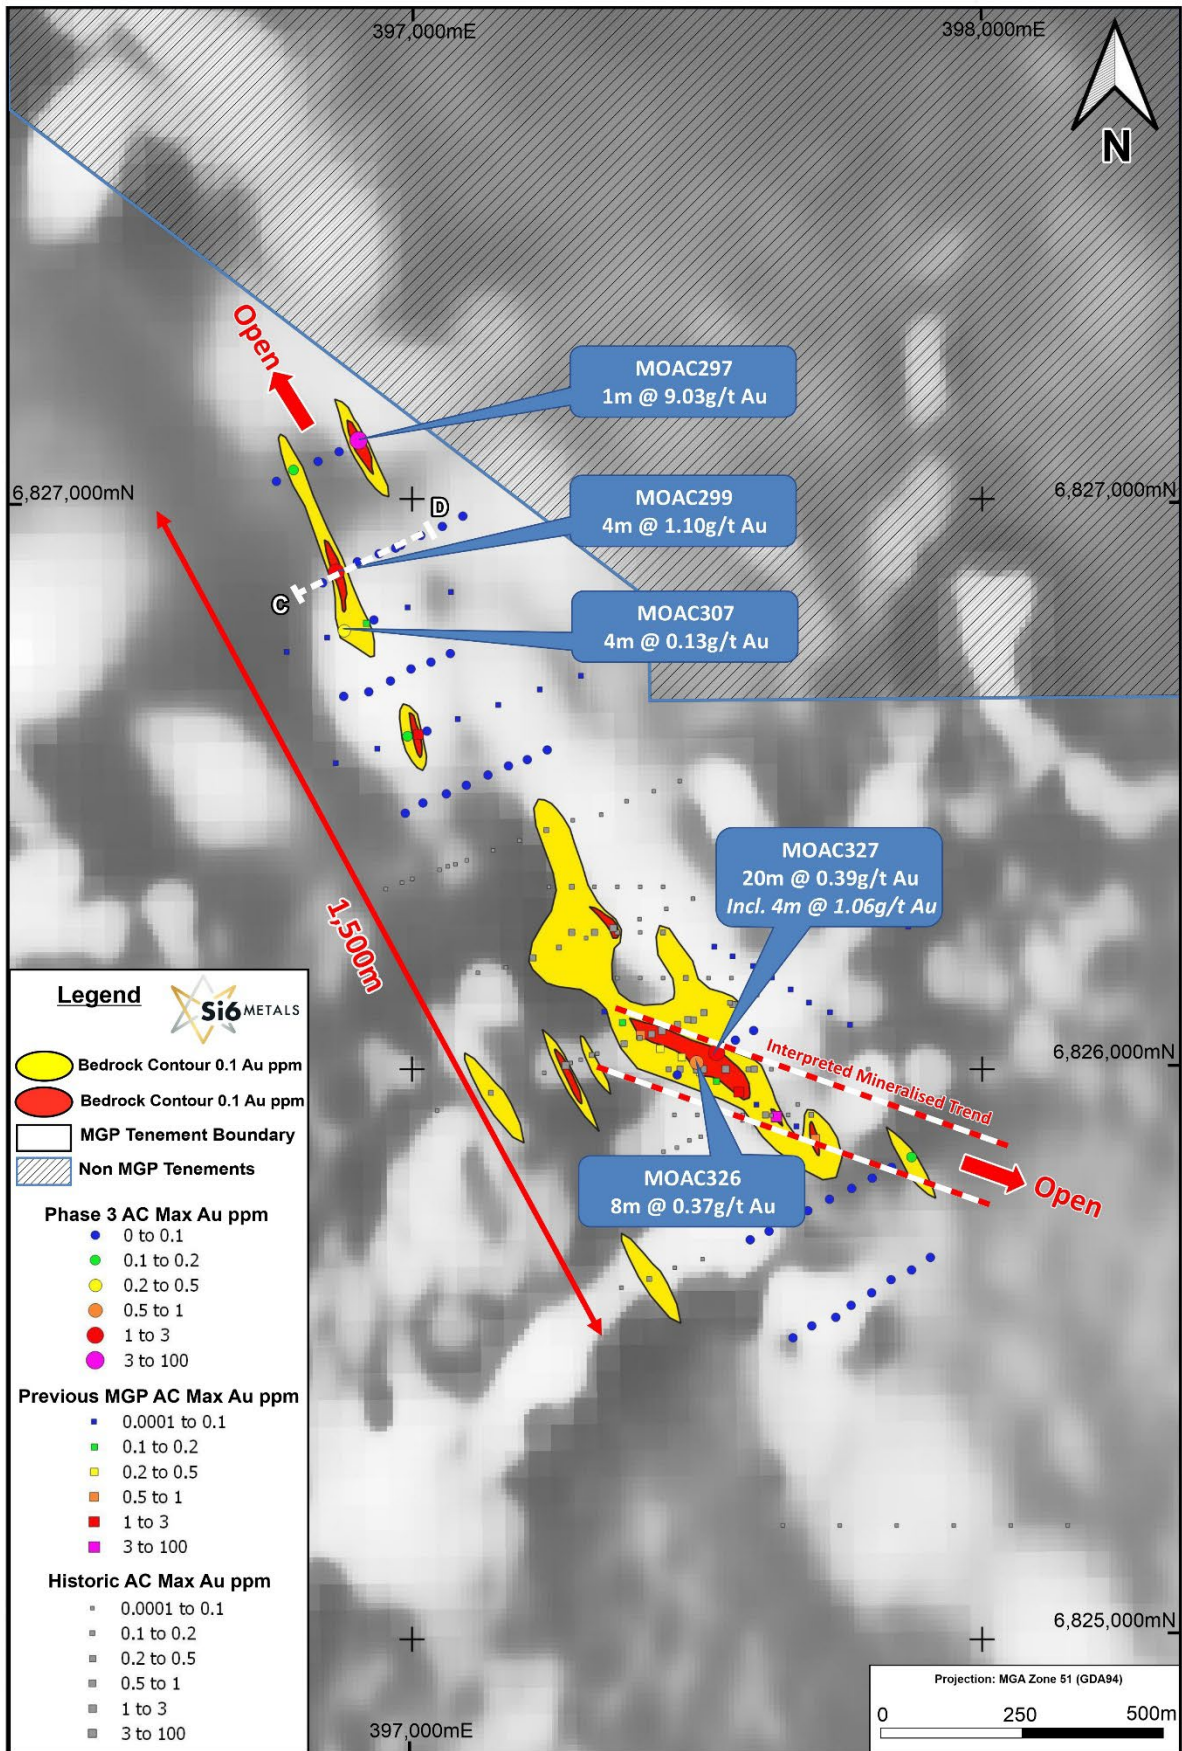 397,000mE
398,000mE
N
Open
MOAC297
1m @ 9.03g/t Au
6,827,000mN
6,827,000mN
MOAC299
4m @ 1.10g/t Au
D
C
MOAC307
4m @ 0.13g/t Au
MOAC327
20m @ 0.39g/t Au
Incl. 4m @ 1.06g/t Au
1,500m
Interpreted Mineralised Trend
6,826,000mN
Open
MOAC326
8m @ 0.37g/t Au
Legend
Si6 METALS
Bedrock Contour 0.1 Au ppm
Bedrock Contour 0.1 Au ppm
MGP Tenement Boundary
Non MGP Tenements
Phase 3 AC Max Au ppm
0 to 0.1
0.1 to 0.2
0.2 to 0.5
0.5 to 1
1 to 3
3 to 100
Previous MGP AC Max Au ppm
0.0001 to 0.1
0.1 to 0.2
0.2 to 0.5
0.5 to 1
1 to 3
3 to 100
Historic AC Max Au ppm
0.0001 to 0.1
0.1 to 0.2
0.2 to 0.5
0.5 to 1
1 to 3
3 to 100
6,825,000mN
397,000mE
Projection: MGA Zone 51 (GDA94)
0 250 500m